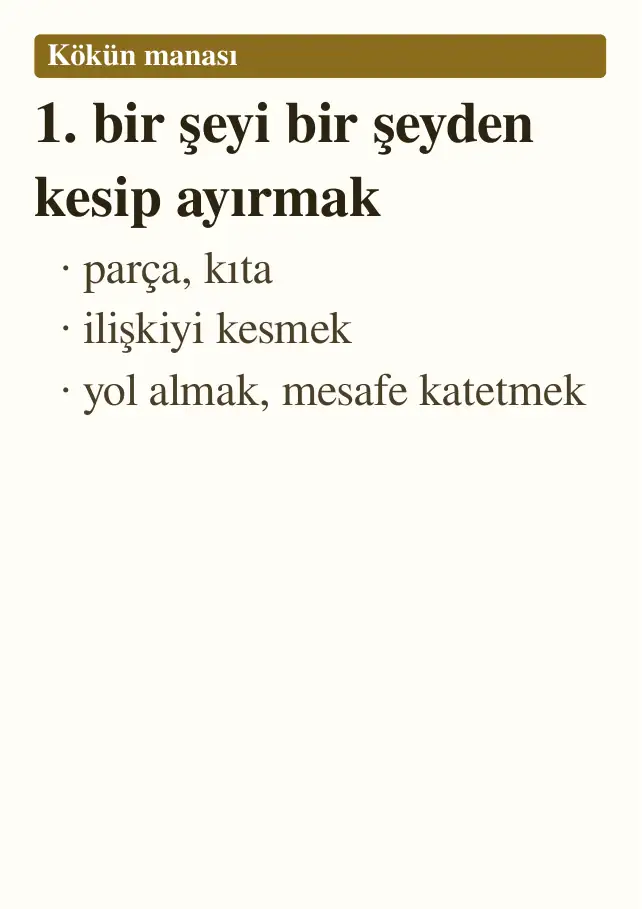 Kökün manası
1. bir şeyi bir şeyden
kesip ayırmak
· parça, kıta
· ilişkiyi kesmek
· yol almak, mesafe katetmek